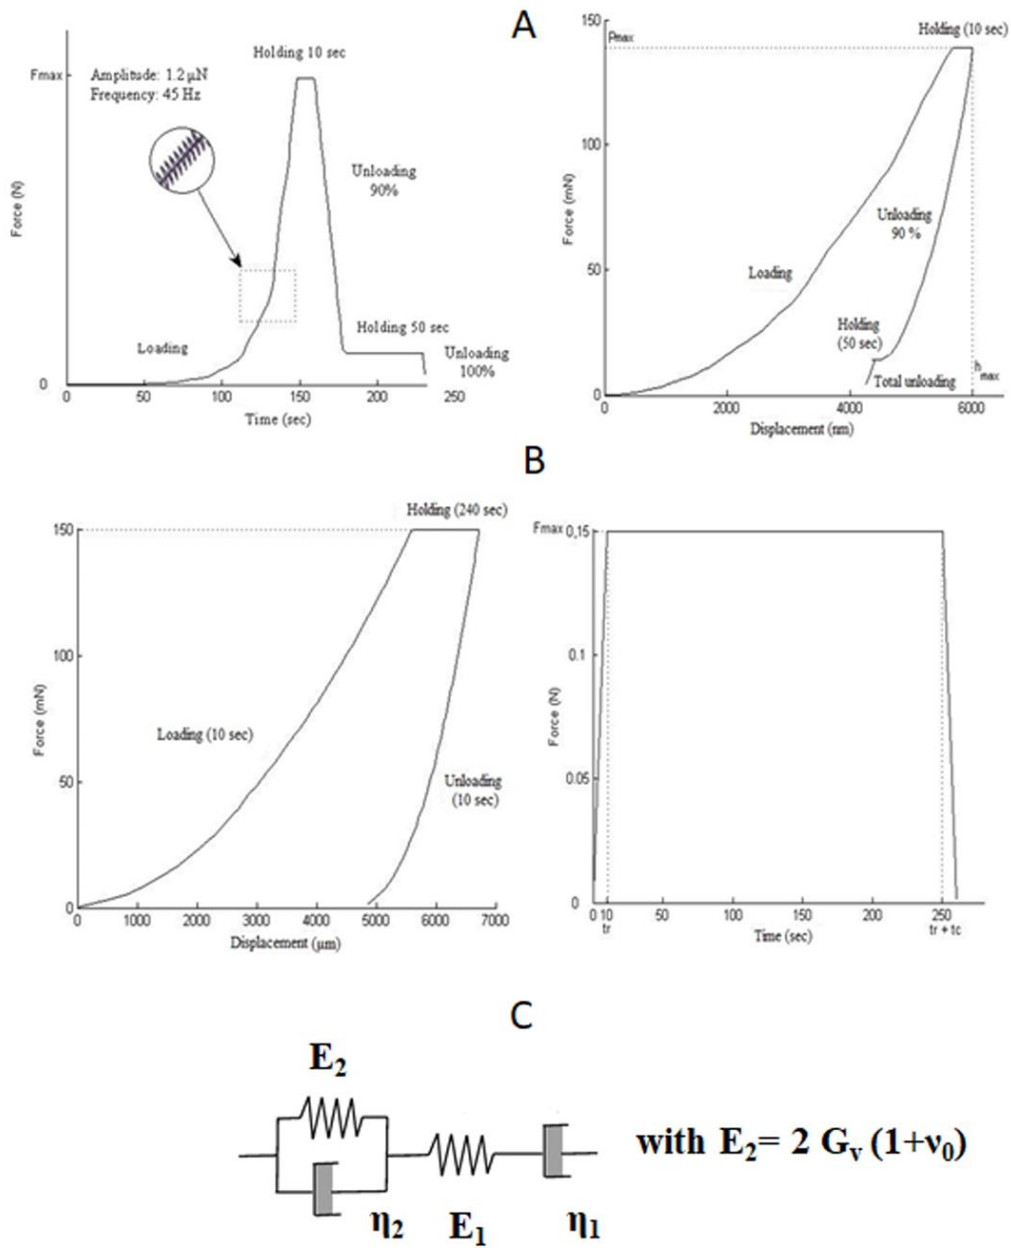 A
Fmax
Amplitude: 1.2 µN
Frequency: 45 Hz
Holding 10 sec
Unloading
90%
Loading
Holding 50 sec
Unloading
100%
Force (N)
0
0 50 100 150 200 250
Time (sec)
Holding (10 sec)
Pmax
150
100
50
0
Force (mN)
Loading
Unloading
90 %
Holding
(50 sec)
Total unloading
h max
2000 4000 6000
Displacement (nm)
B
Holding (240 sec)
150
100
50
0
Force (mN)
Loading (10 sec)
Unloading
(10 sec)
0 1000 2000 3000 4000 5000 6000 7000
Displacement (µm)
Fmax 0,15
0.1
0.05
0
Force (N)
0 10 50 100 150 200 250
tr tr + tc
Time (sec)
C
E2
η2 E1 η1
with E2= 2 Gv (1+ν0)